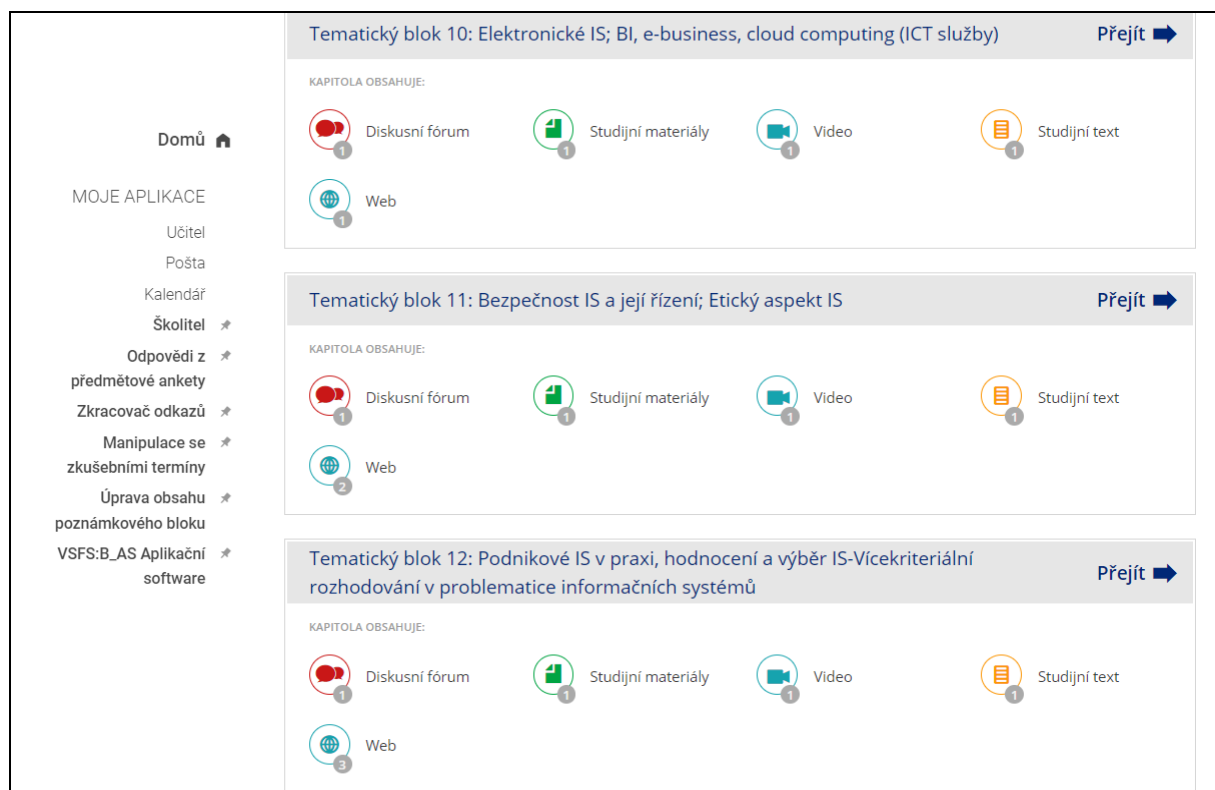 Domů
MOJE APLIKACE
Učitel
Pošta
Kalendář
Školitel
Odpovědi z
předmětové ankety
Zkracovač odkazů
Manipulace se
zkušebními termíny
Úprava obsahu
poznámkového bloku
VSFS:B_AS Aplikační
software
Tematický blok 10: Elektronické IS; BI, e-business, cloud computing (ICT služby)
Přejít
KAPITOLA OBSAHUJE:
1
Diskusní fórum
1
Studijní materiály
1
Video
1
Studijní text
1
Web
Tematický blok 11: Bezpečnost IS a její řízení; Etický aspekt IS
Přejít
KAPITOLA OBSAHUJE:
1
Diskusní fórum
1
Studijní materiály
1
Video
1
Studijní text
2
Web
Tematický blok 12: Podnikové IS v praxi, hodnocení a výběr IS-Vícekriteriální
rozhodování v problematice informačních systémů
Přejít
KAPITOLA OBSAHUJE:
1
Diskusní fórum
1
Studijní materiály
1
Video
1
Studijní text
3
Web